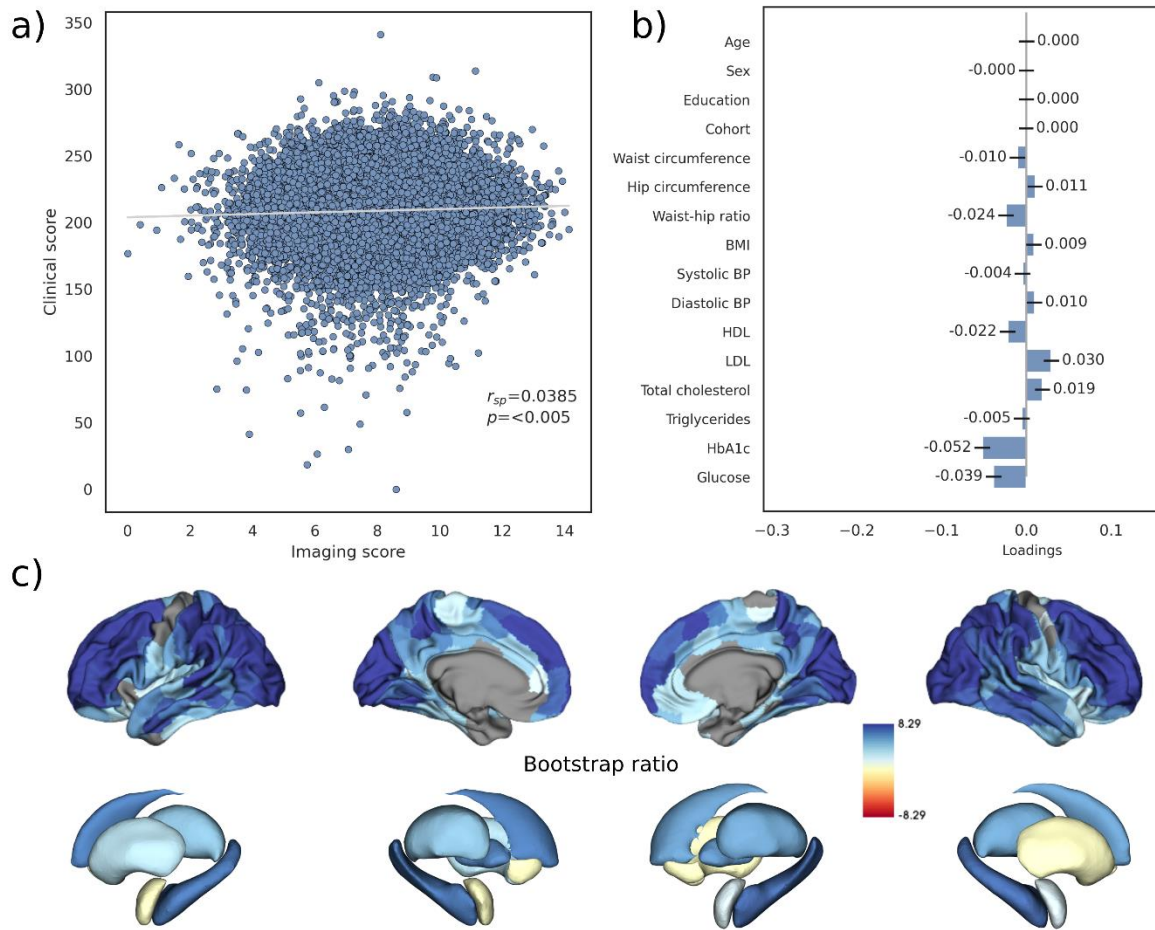 a)
350
300
250
200
150
100
50
0
Clinical score
r_sp=0.0385
p=<0.005
0 2 4 6 8 10 12 14
Imaging score
b)
Age 0.000
Sex -0.000
Education 0.000
Cohort 0.000
Waist circumference -0.010
Hip circumference 0.011
Waist-hip ratio -0.024
BMI 0.009
Systolic BP -0.004
Diastolic BP 0.010
HDL -0.022
LDL 0.030
Total cholesterol 0.019
Triglycerides -0.005
HbA1c -0.052
Glucose -0.039
−0.3 −0.2 −0.1 0.0 0.1
Loadings
c)
8.29
Bootstrap ratio
-8.29